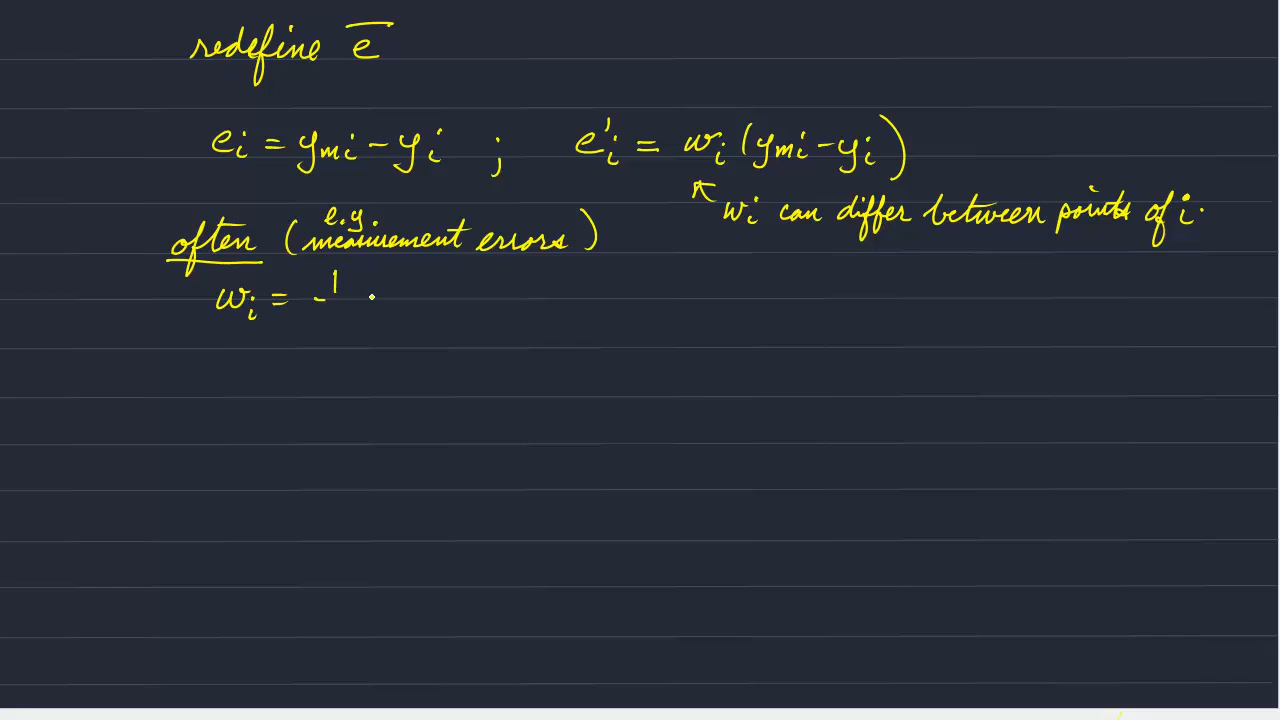 redefine e̅
ei = ymi - yi ; e'i = wi (ymi - yi)
wi can differ between points of i.
often (e.g. measurement errors)
wi = 1